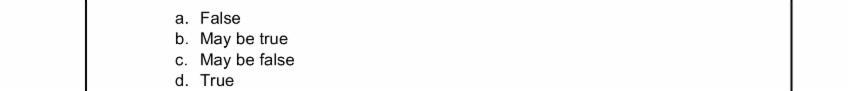 a. False
b. May be true
c. May be false
d. True